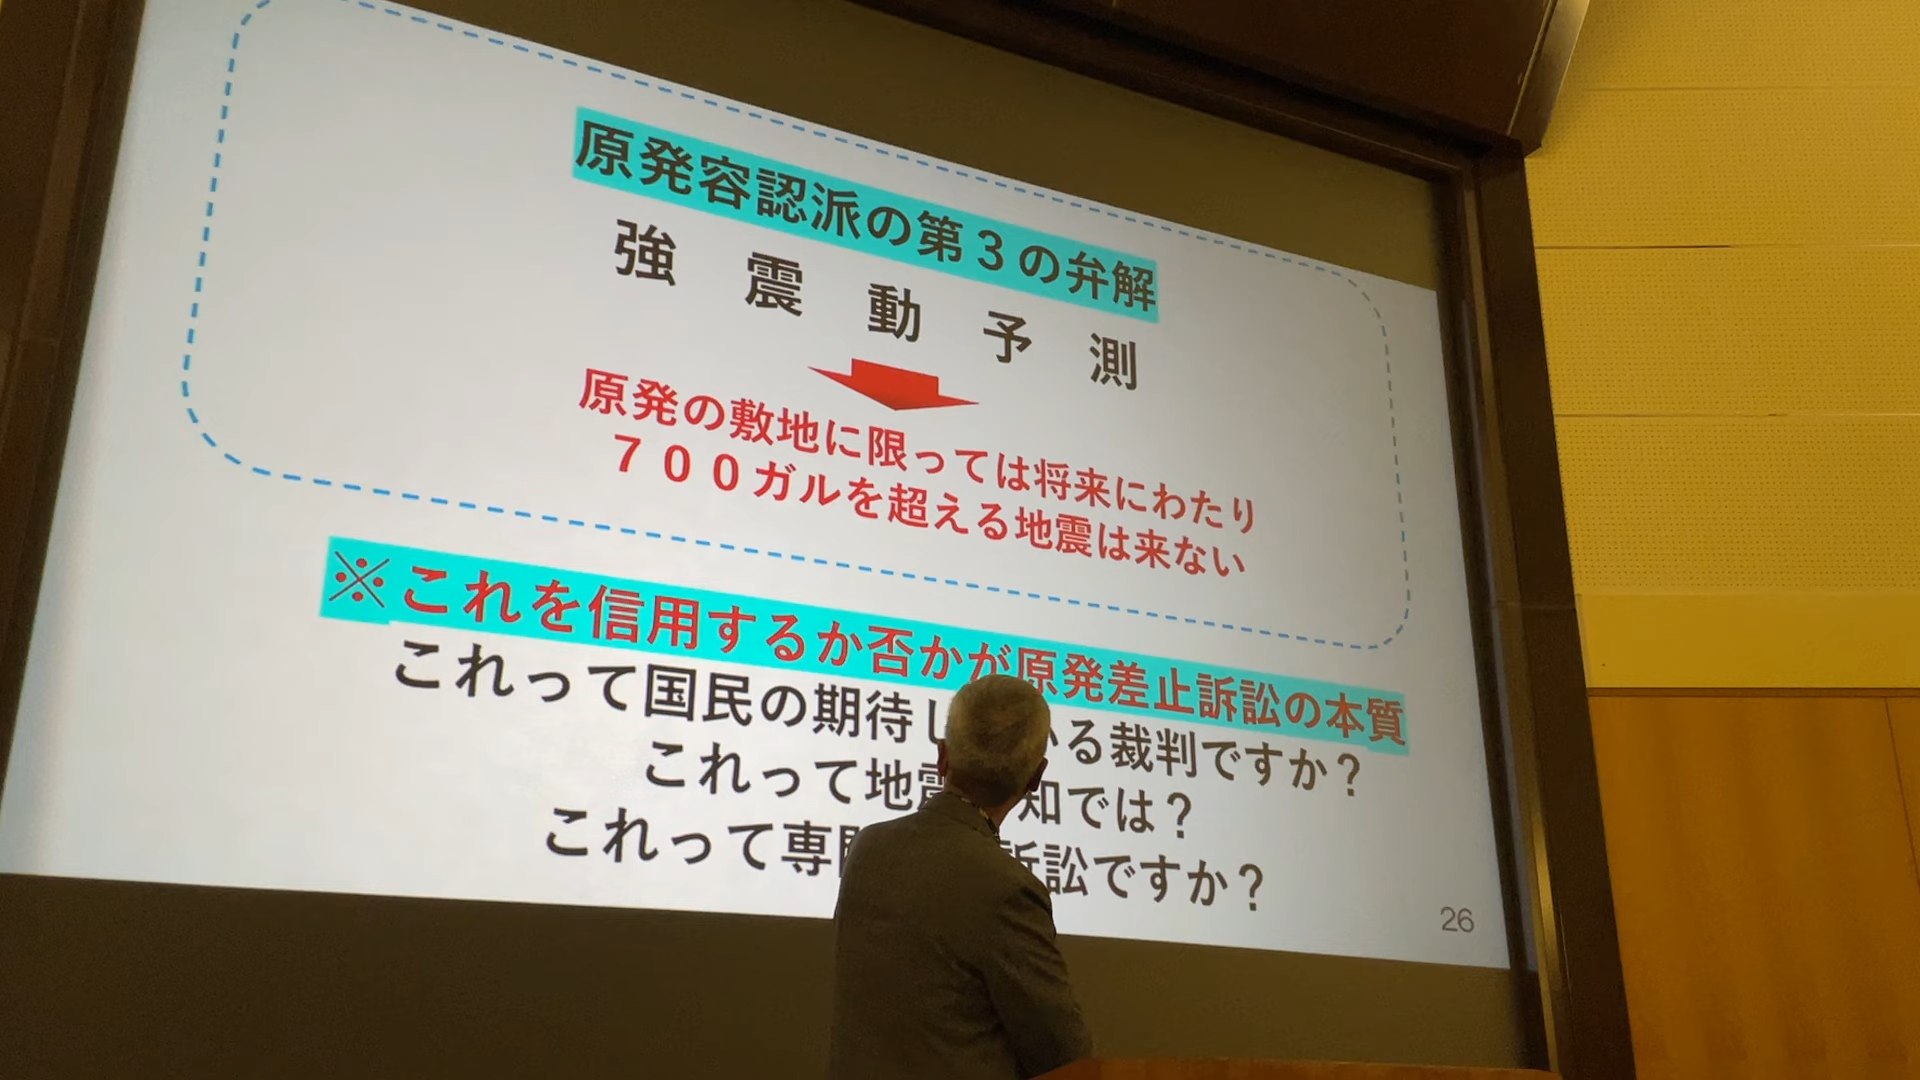 原発容認派の第３の弁解
強震動予測
原発の敷地に限っては将来にわたり
７００ガルを超える地震は来ない
※これを信用するか否かが原発差止訴訟の本質
これって国民の期待し いる裁判ですか？
これって地震 知では？
これって専門 訴訟ですか？
26